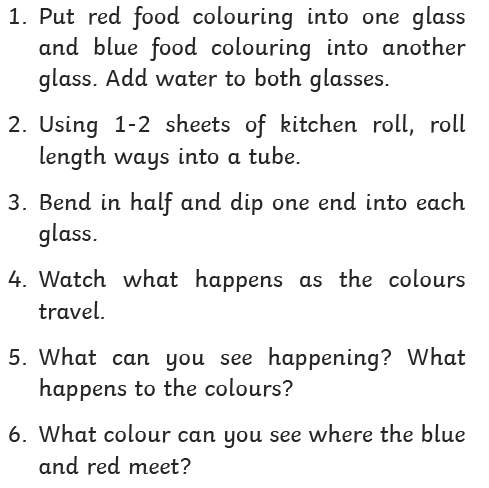 1. Put red food colouring into one glass
and blue food colouring into another
glass. Add water to both glasses.
2. Using 1-2 sheets of kitchen roll, roll
length ways into a tube.
3. Bend in half and dip one end into each
glass.
4. Watch what happens as the colours
travel.
5. What can you see happening? What
happens to the colours?
6. What colour can you see where the blue
and red meet?